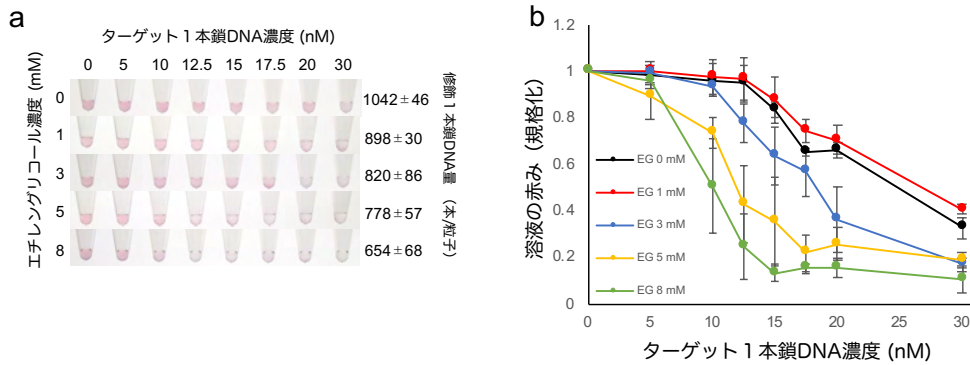 a
ターゲット１本鎖DNA濃度 (nM)
0 5 10 12.5 15 17.5 20 30
エチレングリコール濃度 (mM)
0 1042±46
1 898±30
3 820±86
5 778±57
8 654±68
修飾１本鎖DNA量 (本/粒子)
b
溶液の赤み (規格化)
1.2
1
0.8
0.6
0.4
0.2
0
EG 0 mM
EG 1 mM
EG 3 mM
EG 5 mM
EG 8 mM
0 5 10 15 20 25 30
ターゲット１本鎖DNA濃度 (nM)